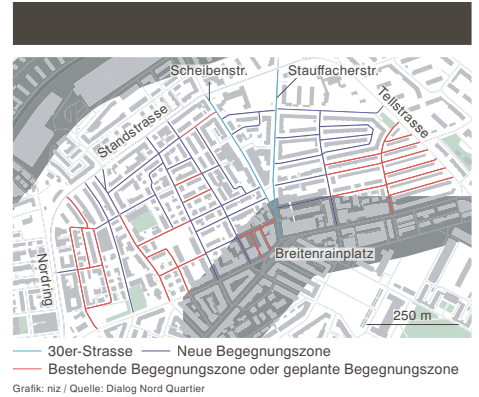 Scheibenstr.
Stauffacherstr.
Tellstrasse
Standstrasse
Nordring
Breitenrainplatz
250 m
30er-Strasse
Neue Begegnungszone
Bestehende Begegnungszone oder geplante Begegnungszone
Grafik: niz / Quelle: Dialog Nord Quartier